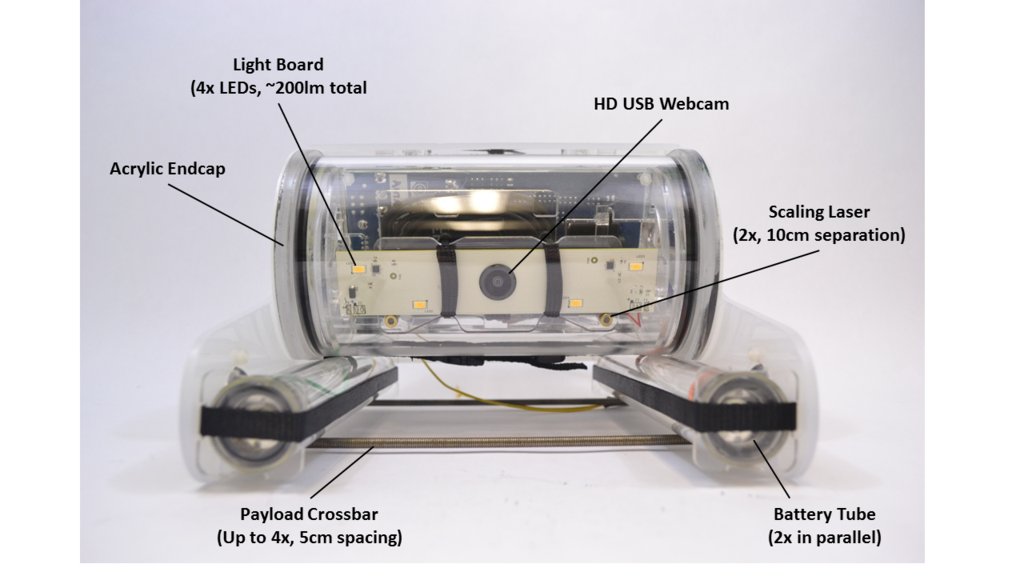 Light Board
(4x LEDs, ~200lm total
HD USB Webcam
Acrylic Endcap
Scaling Laser
(2x, 10cm separation)
Payload Crossbar
(Up to 4x, 5cm spacing)
Battery Tube
(2x in parallel)